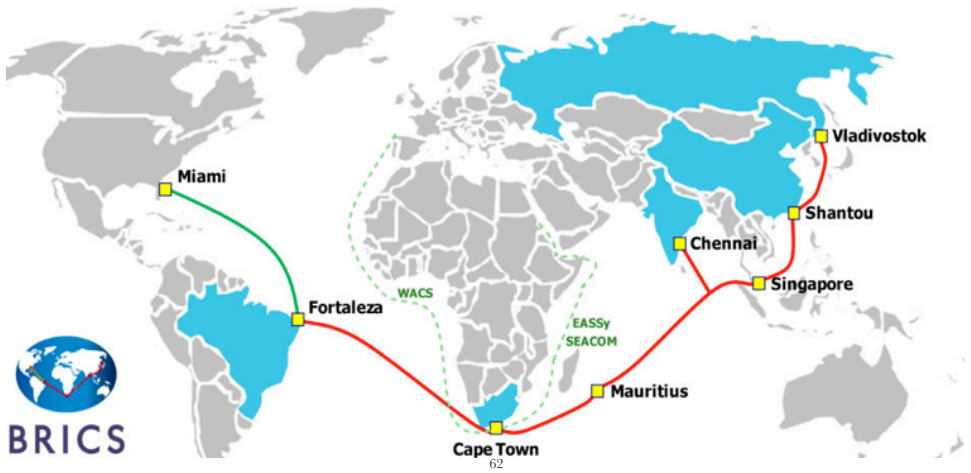 Vladivostok
Miami
Shantou
Chennai
Singapore
WACS
Fortaleza
EASSy
SEACOM
Mauritius
BRICS
Cape Town
62